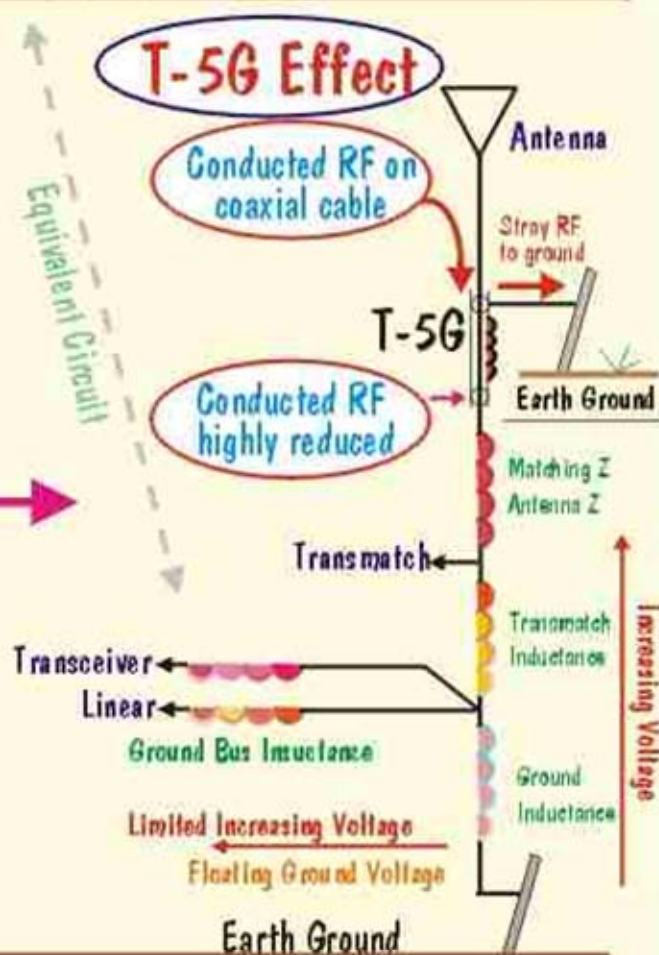 T-5G Effect
Antenna
Conducted RF on
coaxial cable
Stray RF
to ground
Equivalent Circuit
T-5G
Conducted RF
highly reduced
Earth Ground
Matching Z
Antenna Z
Transmatch
Transmatch
Inductance
Increasing Voltage
Transceiver
Linear
Ground Bus Insuctance
Ground
Inductance
Limited Increasing Voltage
Floating Ground Voltage
Earth Ground